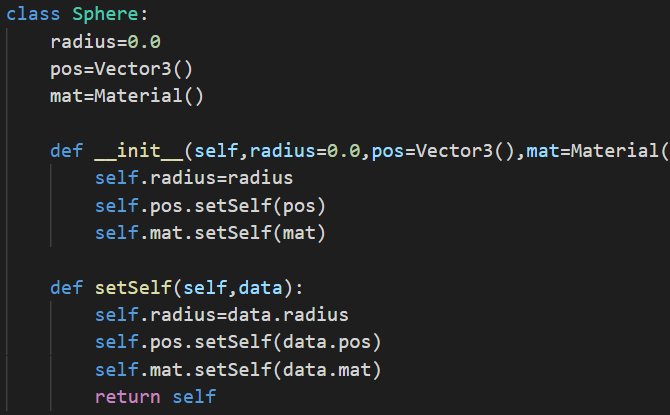 class Sphere:
    radius=0.0
    pos=Vector3()
    mat=Material()

    def __init__(self,radius=0.0,pos=Vector3(),mat=Material(
        self.radius=radius
        self.pos.setSelf(pos)
        self.mat.setSelf(mat)

    def setSelf(self,data):
        self.radius=data.radius
        self.pos.setSelf(data.pos)
        self.mat.setSelf(data.mat)
        return self